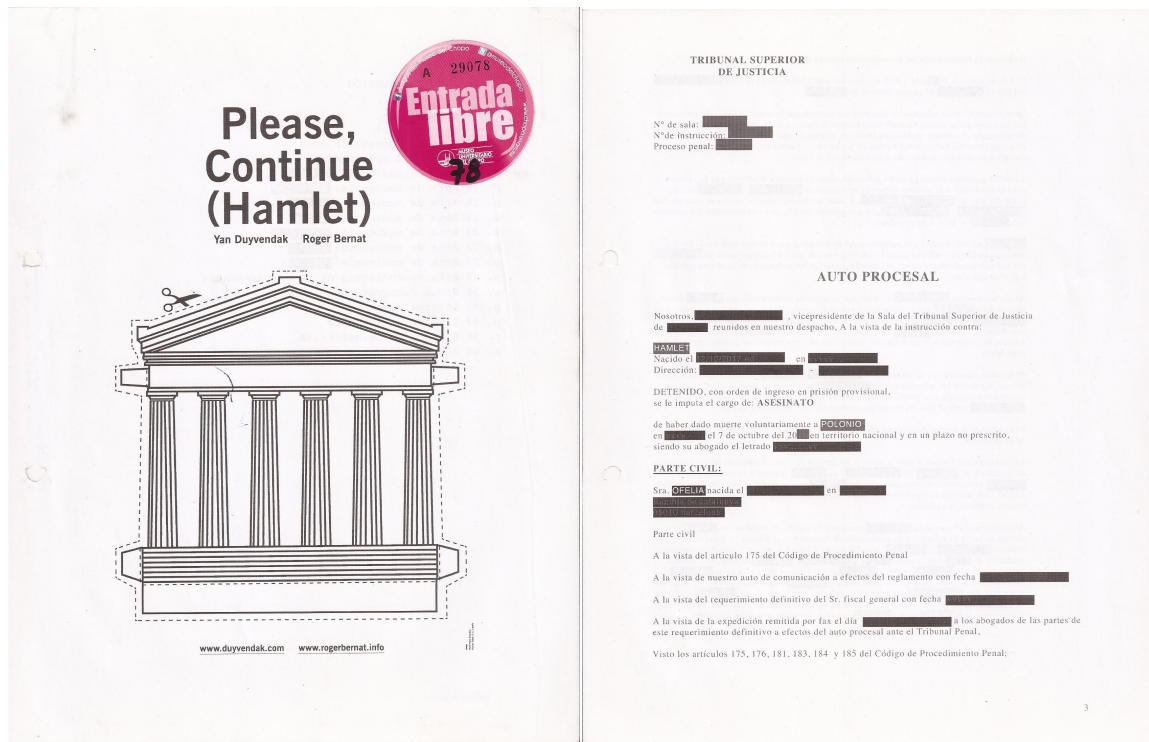 A 29078
Entrada
libre
MUSEO
UNIVERSITARIO
78
Please,
Continue
(Hamlet)
Yan Duyvendak Roger Bernat
www.duyvendak.com www.rogerbernat.info
TRIBUNAL SUPERIOR
DE JUSTICIA
N° de sala:
N°de instrucción:
Proceso penal:
AUTO PROCESAL
Nosotros, , vicepresidente de la Sala del Tribunal Superior de Justicia
de reunidos en nuestro despacho, A la vista de la instrucción contra:
HAMLET
Nacido el en
Dirección: -
DETENIDO, con orden de ingreso en prisión provisional,
se le imputa el cargo de: ASESINATO
de haber dado muerte voluntariamente a POLONIO
en el 7 de octubre del 20 en territorio nacional y en un plazo no prescrito,
siendo su abogado el letrado
PARTE CIVIL:
Sra. OFELIA nacida el en
Parte civil
A la vista del articulo 175 del Código de Procedimiento Penal
A la vista de nuestro auto de comunicación a efectos del reglamento con fecha
A la vista del requerimiento definitivo del Sr. fiscal general con fecha
A la vista de la expedición remitida por fax el día a los abogados de las partes de
este requerimiento definitivo a efectos del auto procesal ante el Tribunal Penal,
Visto los artículos 175, 176, 181, 183, 184 y 185 del Código de Procedimiento Penal;
3